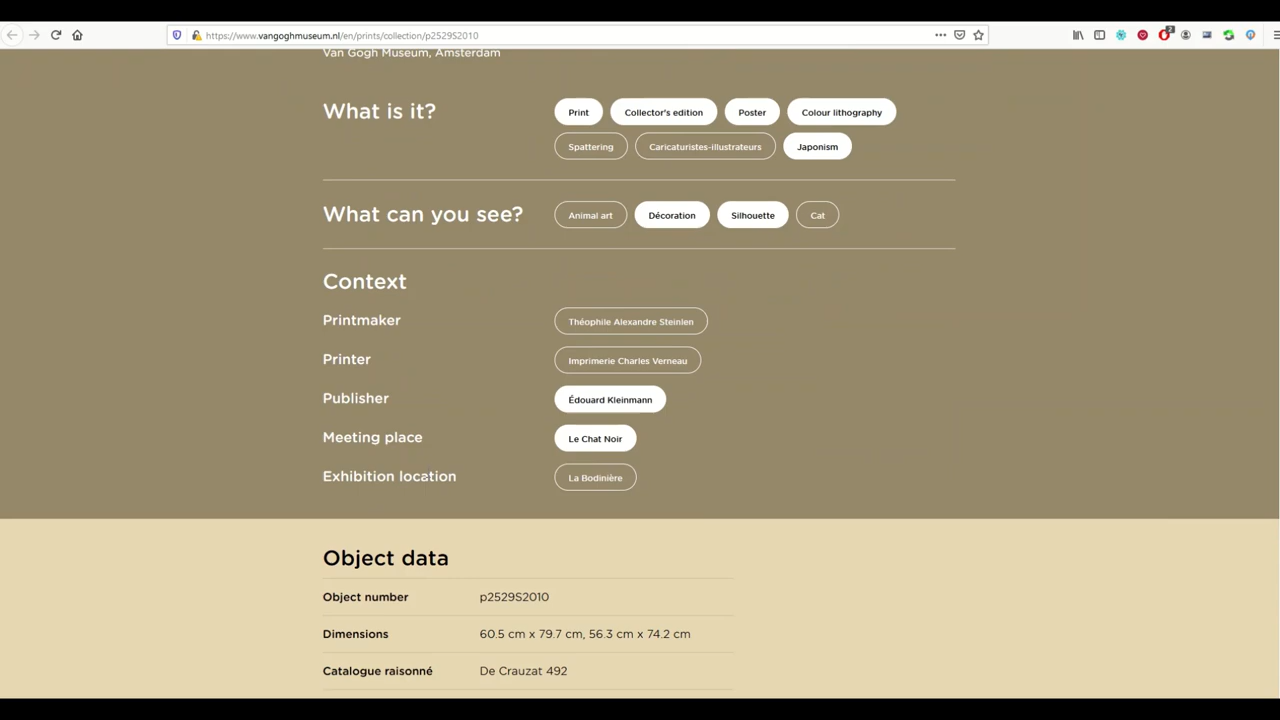 https://www.vangoghmuseum.nl/en/prints/collection/p2529S2010
2
Van Gogh Museum, Amsterdam
What is it?
Print Collector's edition Poster Colour lithography
Spattering Caricaturistes-illustrateurs Japonism
What can you see?
Animal art Décoration Silhouette Cat
Context
Printmaker Théophile Alexandre Steinlen
Printer Imprimerie Charles Verneau
Publisher Édouard Kleinmann
Meeting place Le Chat Noir
Exhibition location La Bodinière
Object data
Object number p2529S2010
Dimensions 60.5 cm x 79.7 cm, 56.3 cm x 74.2 cm
Catalogue raisonné De Crauzat 492